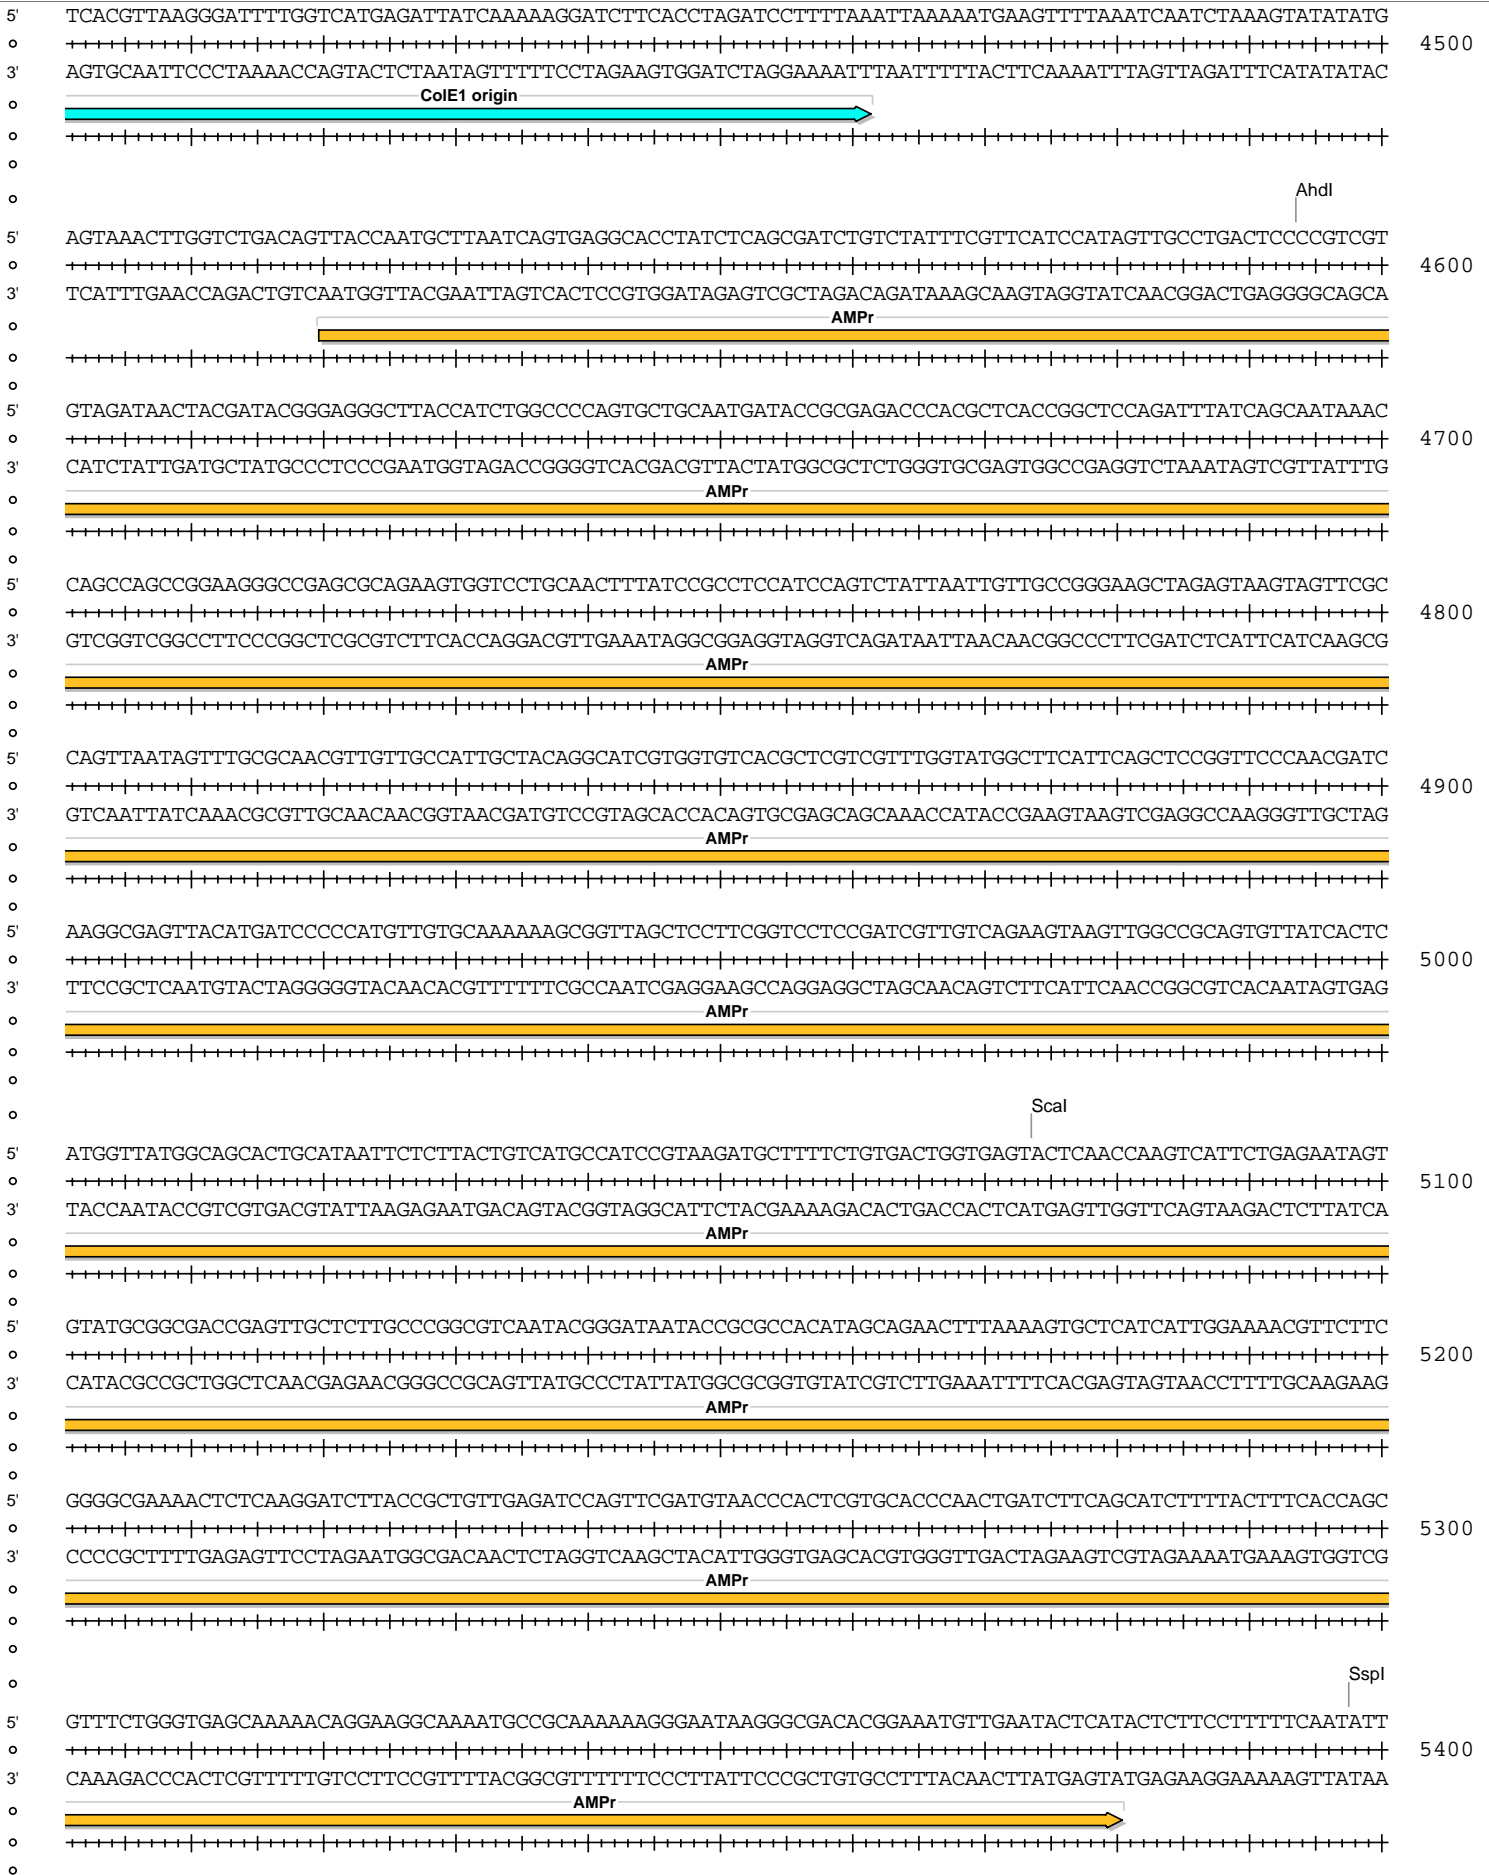 5' TCACGTTAAGGGATTTTGGTCATGAGATTATCAAAAAGGATCTTCACCTAGATCCTTTTAAATTAAAAATGAAGTTTTAAATCAATCTAAAGTATATATG
4500
3' AGTGCAATTCCCTAAAACCAGTACTCTAATAGTTTTTCCTAGAAGTGGATCTAGGAAAATTTAATTTTTACTTCAAAATTTAGTTAGATTTCATATATAC
ColE1 origin
AhdI
5' AGTAAACTTGGTCTGACAGTTACCAATGCTTAATCAGTGAGGCACCTATCTCAGCGATCTGTCTATTTCGTTCATCCATAGTTGCCTGACTCCCCGTCGT
4600
3' TCATTTGAACCAGACTGTCAATGGTTACGAATTAGTCACTCCGTGGATAGAGTCGCTAGACAGATAAAGCAAGTAGGTATCAACGGACTGAGGGGCAGCA
AMPr
5' GTAGATAACTACGATACGGGAGGGCTTACCATCTGGCCCCAGTGCTGCAATGATACCGCGAGACCCACGCTCACCGGCTCCAGATTTATCAGCAATAAAC
4700
3' CATCTATTGATGCTATGCCCTCCCGAATGGTAGACCGGGGTCACGACGTTACTATGGCGCTCTGGGTGCGAGTGGCCGAGGTCTAAATAGTCGTTATTTG
AMPr
5' CAGCCAGCCGGAAGGGCCGAGCGCAGAAGTGGTCCTGCAACTTTATCCGCCTCCATCCAGTCTATTAATTGTTGCCGGGAAGCTAGAGTAAGTAGTTCGC
4800
3' GTCGGTCGGCCTTCCCGGCTCGCGTCTTCACCAGGACGTTGAAATAGGCGGAGGTAGGTCAGATAATTAACAACGGCCCTTCGATCTCATTCATCAAGCG
AMPr
5' CAGTTAATAGTTTGCGCAACGTTGTTGCCATTGCTACAGGCATCGTGGTGTCACGCTCGTCGTTTGGTATGGCTTCATTCAGCTCCGGTTCCCAACGATC
4900
3' GTCAATTATCAAACGCGTTGCAACAACGGTAACGATGTCCGTAGCACCACAGTGCGAGCAGCAAACCATACCGAAGTAAGTCGAGGCCAAGGGTTGCTAG
AMPr
5' AAGGCGAGTTACATGATCCCCCATGTTGTGCAAAAAAGCGGTTAGCTCCTTCGGTCCTCCGATCGTTGTCAGAAGTAAGTTGGCCGCAGTGTTATCACTC
5000
3' TTCCGCTCAATGTACTAGGGGGTACAACACGTTTTTTCGCCAATCGAGGAAGCCAGGAGGCTAGCAACAGTCTTCATTCAACCGGCGTCACAATAGTGAG
AMPr
ScaI
5' ATGGTTATGGCAGCACTGCATAATTCTCTTACTGTCATGCCATCCGTAAGATGCTTTTCTGTGACTGGTGAGTACTCAACCAAGTCATTCTGAGAATAGT
5100
3' TACCAATACCGTCGTGACGTATTAAGAGAATGACAGTACGGTAGGCATTCTACGAAAAGACACTGACCACTCATGAGTTGGTTCAGTAAGACTCTTATCA
AMPr
5' GTATGCGGCGACCGAGTTGCTCTTGCCCGGCGTCAATACGGGATAATACCGCGCCACATAGCAGAACTTTAAAAGTGCTCATCATTGGAAAACGTTCTTC
5200
3' CATACGCCGCTGGCTCAACGAGAACGGGCCGCAGTTATGCCCTATTATGGCGCGGTGTATCGTCTTGAAATTTTCACGAGTAGTAACCTTTTGCAAGAAG
AMPr
5' GGGGCGAAAACTCTCAAGGATCTTACCGCTGTTGAGATCCAGTTCGATGTAACCCACTCGTGCACCCAACTGATCTTCAGCATCTTTTACTTTCACCAGC
5300
3' CCCCGCTTTTGAGAGTTCCTAGAATGGCGACAACTCTAGGTCAAGCTACATTGGGTGAGCACGTGGGTTGACTAGAAGTCGTAGAAAATGAAAGTGGTCG
AMPr
SspI
5' GTTTCTGGGTGAGCAAAAACAGGAAGGCAAAATGCCGCAAAAAAGGGAATAAGGGCGACACGGAAATGTTGAATACTCATACTCTTCCTTTTTCAATATT
5400
3' CAAAGACCCACTCGTTTTTGTCCTTCCGTTTTACGGCGTTTTTTCCCTTATTCCCGCTGTGCCTTTACAACTTATGAGTATGAGAAGGAAAAAGTTATAA
AMPr